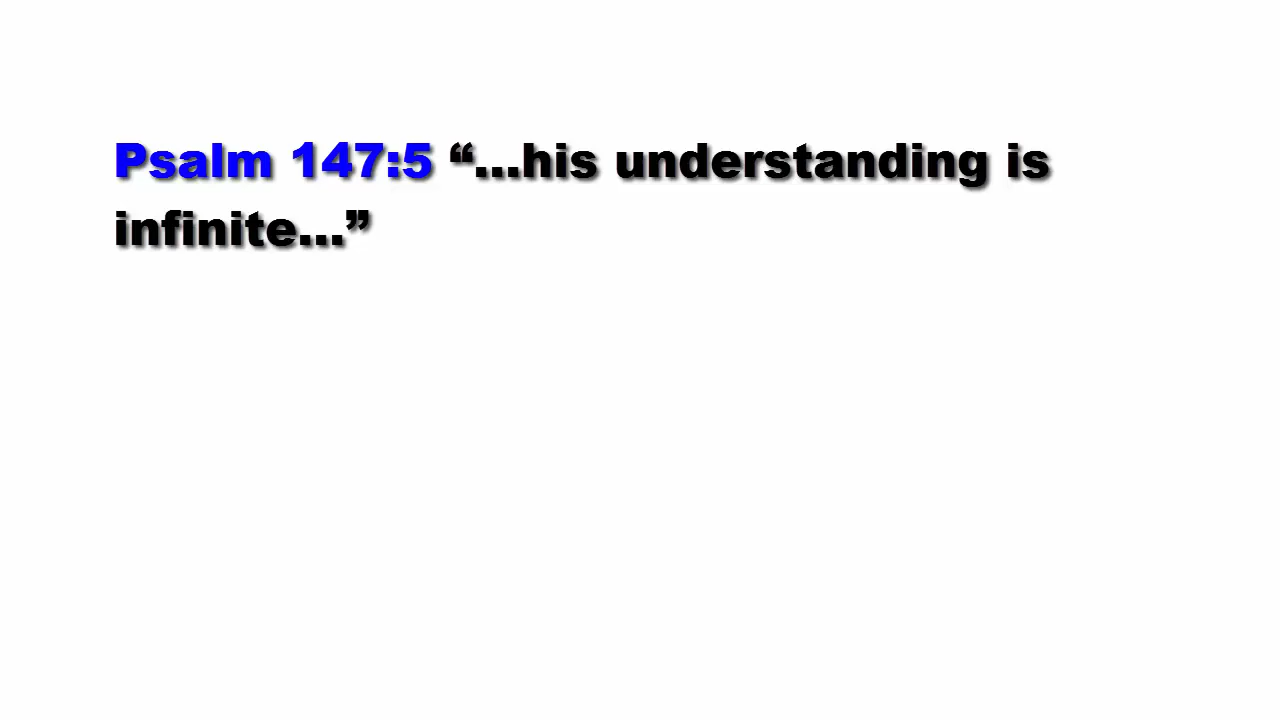 Psalm 147:5 “...his understanding is
infinite...”